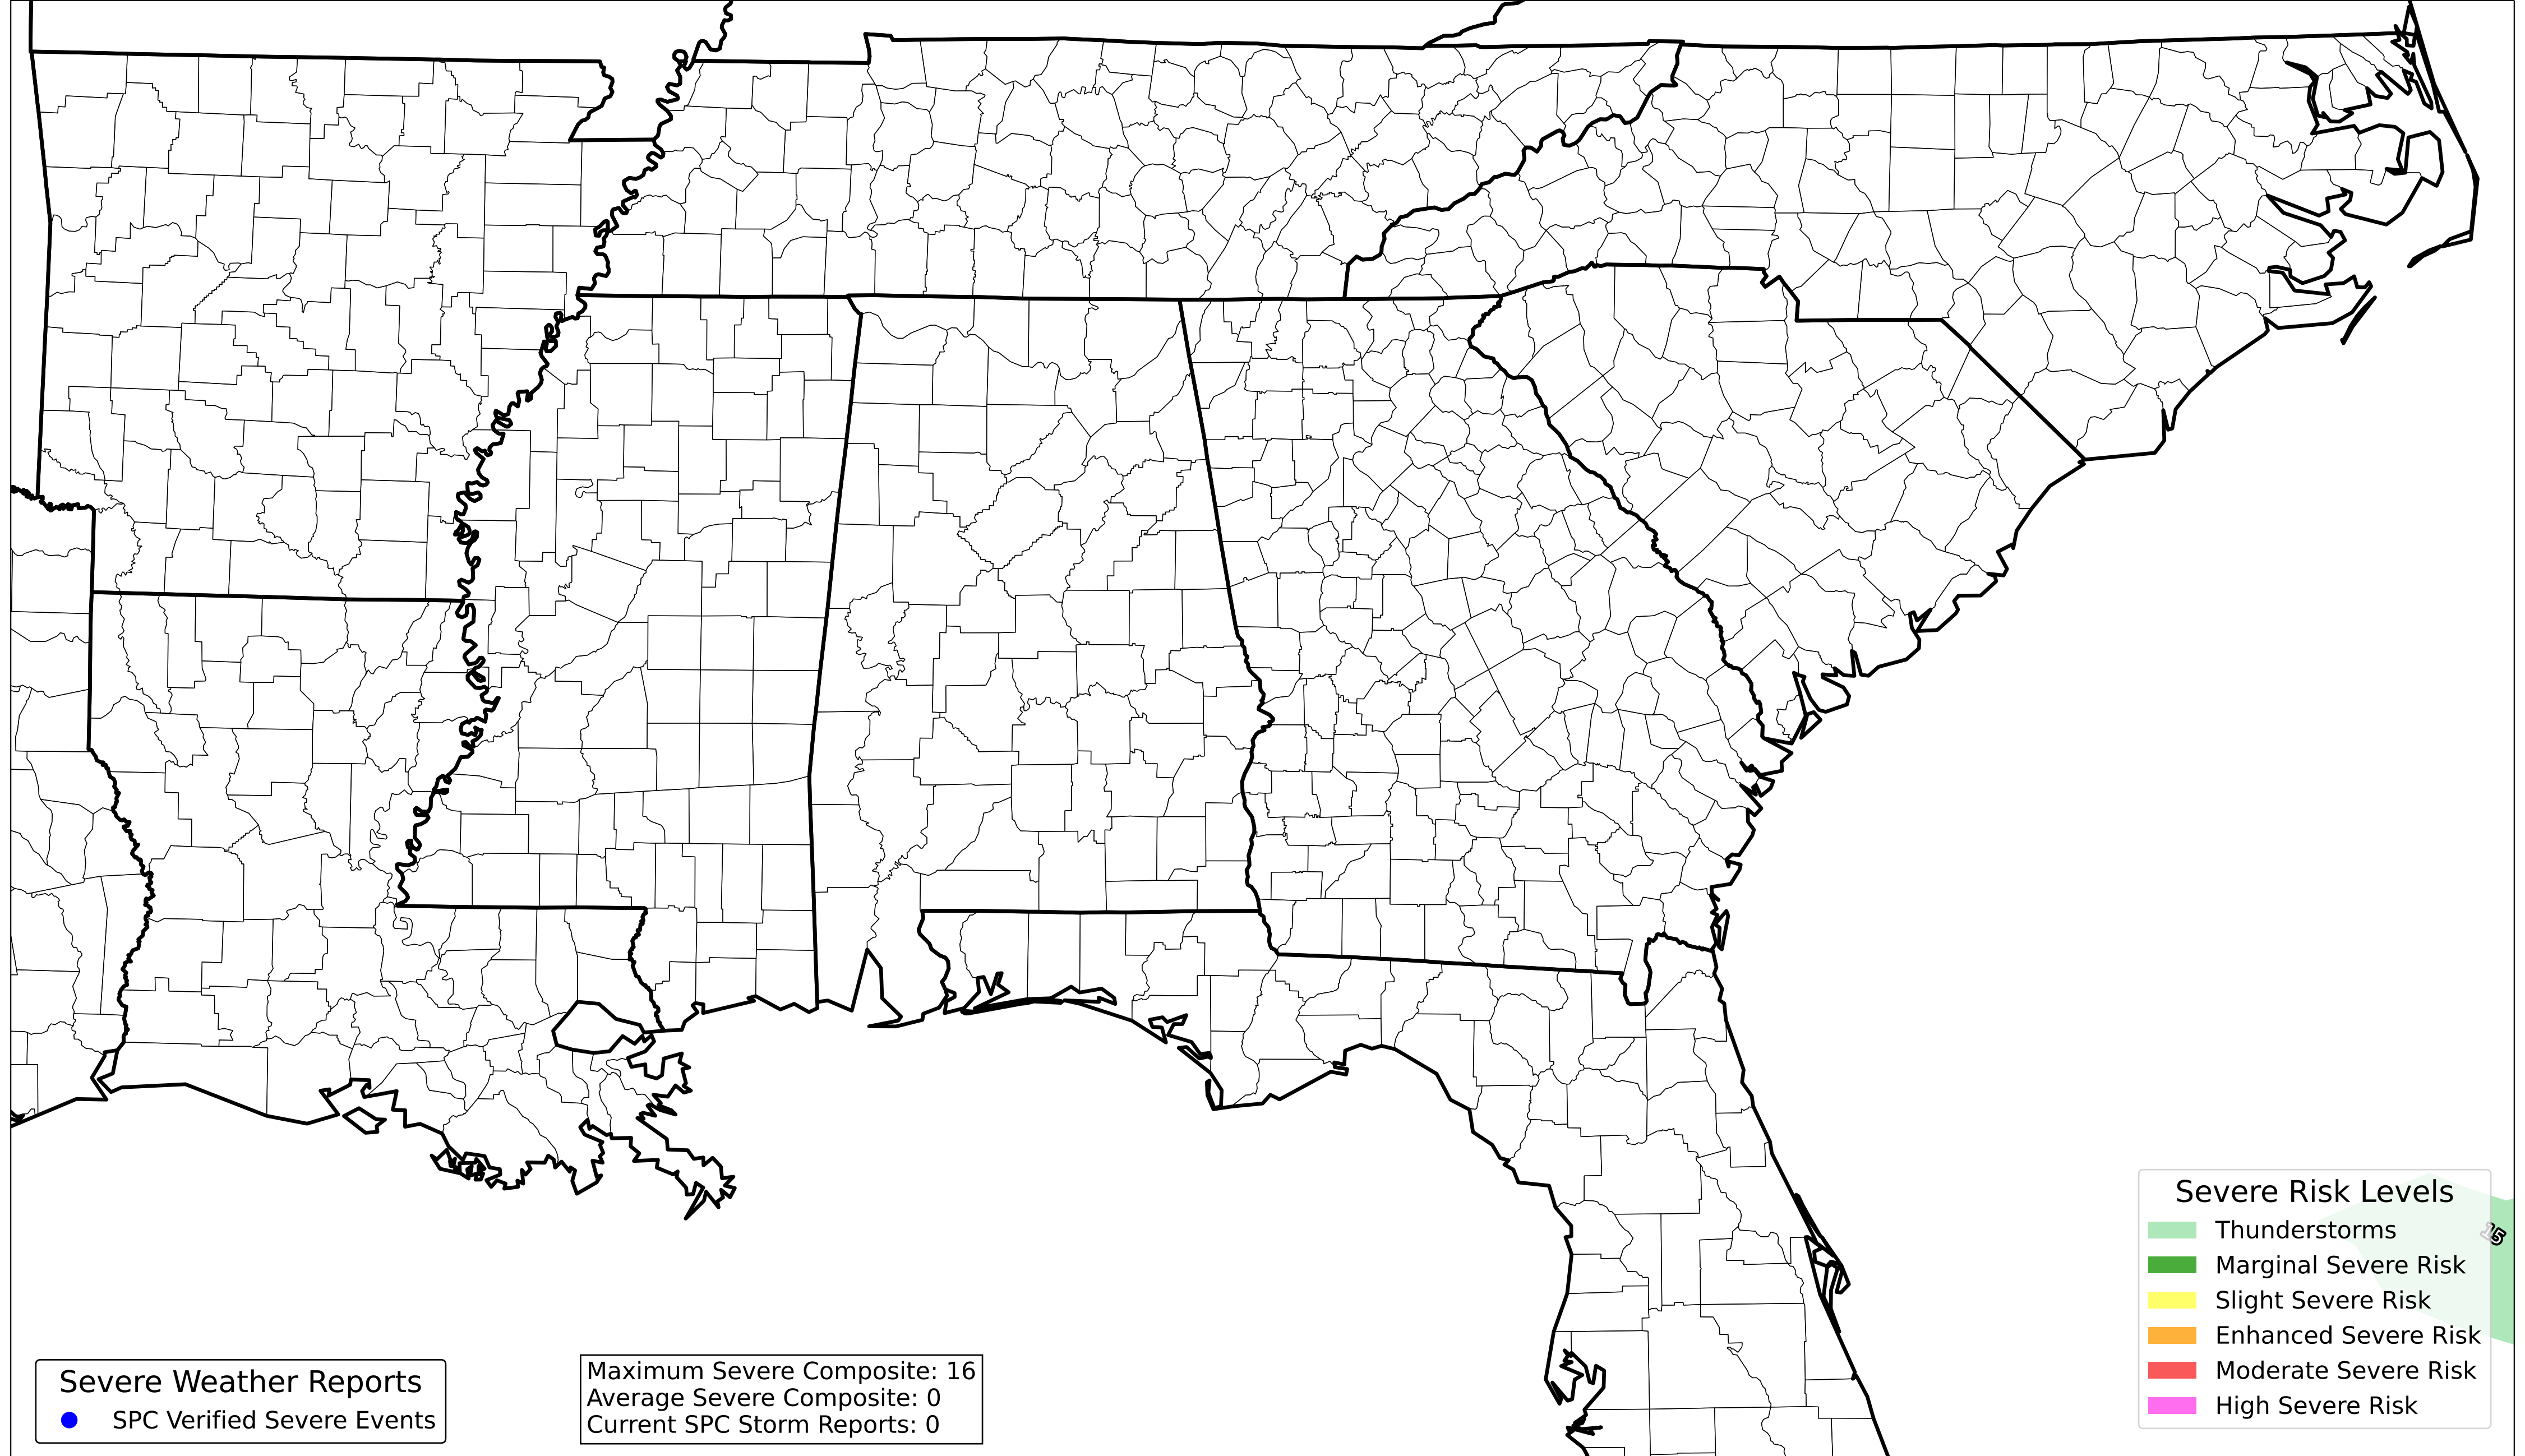 Severe Risk Levels
Thunderstorms
15
Marginal Severe Risk
Slight Severe Risk
Enhanced Severe Risk
Moderate Severe Risk
High Severe Risk
Severe Weather Reports
SPC Verified Severe Events
Maximum Severe Composite: 16
Average Severe Composite: 0
Current SPC Storm Reports: 0